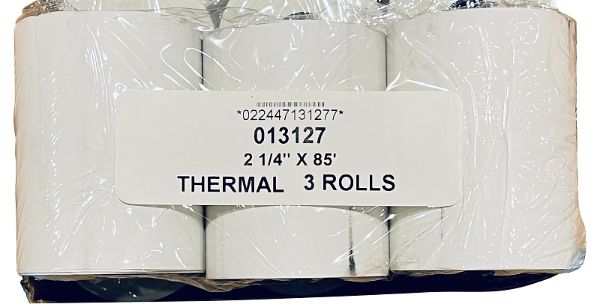 *022447131277*
013127
2 1/4" X 85'
THERMAL 3 ROLLS